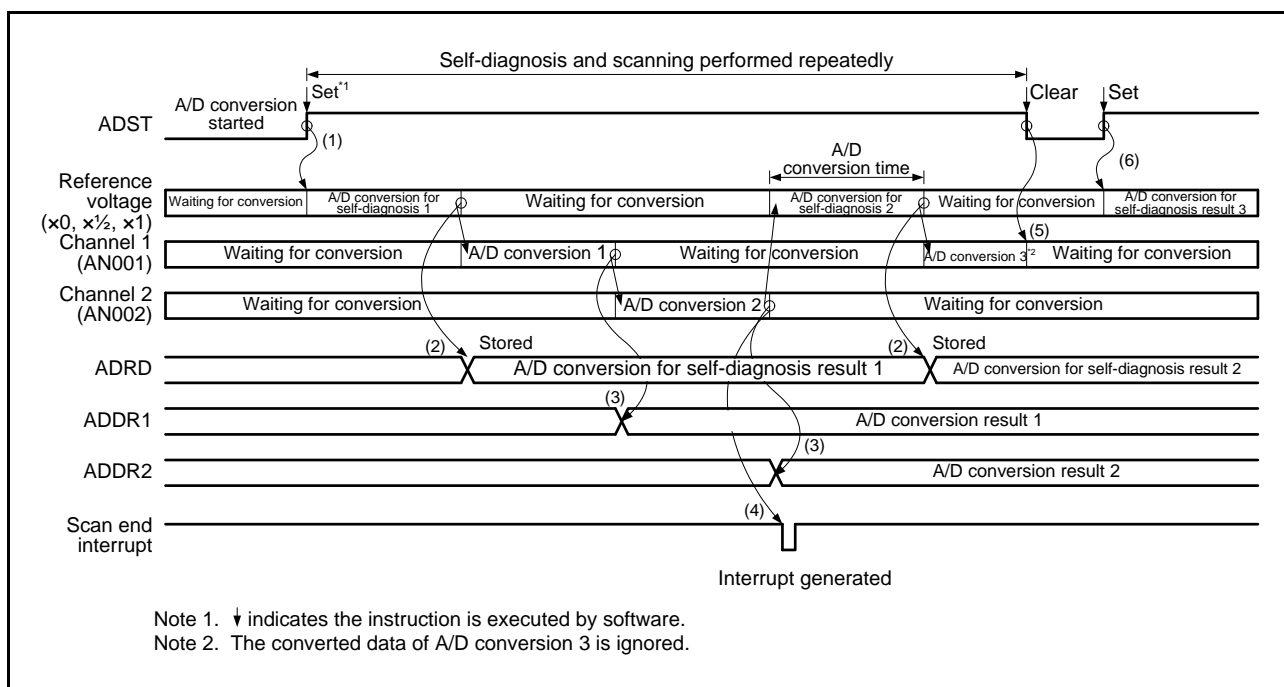 Self-diagnosis and scanning performed repeatedly
A/D conversion
started
Set*1
Clear
Set
ADST
(1)
A/D
conversion time
(6)
Reference
voltage
(×0, ×½, ×1)
Waiting for conversion
A/D conversion for
self-diagnosis 1
Waiting for conversion
A/D conversion for
self-diagnosis 2
Waiting for conversion
A/D conversion for
self-diagnosis result 3
(5)
Channel 1
(AN001)
Waiting for conversion
A/D conversion 1
Waiting for conversion
A/D conversion 3*2
Waiting for conversion
Channel 2
(AN002)
Waiting for conversion
A/D conversion 2
Waiting for conversion
(2)
Stored
(2)
Stored
ADRD
A/D conversion for self-diagnosis result 1
A/D conversion for self-diagnosis result 2
(3)
ADDR1
A/D conversion result 1
(3)
ADDR2
A/D conversion result 2
(4)
Scan end
interrupt
Interrupt generated
Note 1. ↓ indicates the instruction is executed by software.
Note 2. The converted data of A/D conversion 3 is ignored.